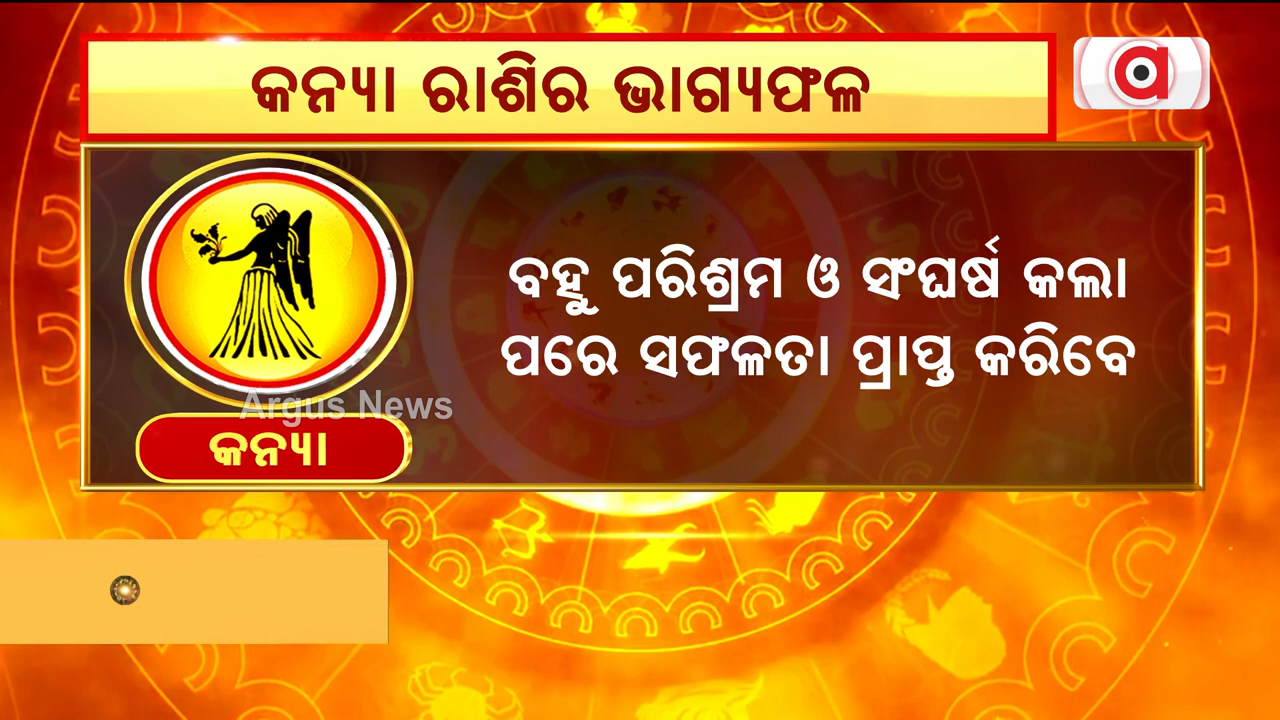 କନ୍ୟା ରାଶିର ଭାଗ୍ୟଫଳ
a
ବହୁ ପରିଶ୍ରମ ଓ ସଂଘର୍ଷ କଲା
ପରେ ସଫଳତା ପ୍ରାପ୍ତ କରିବେ
Argus News
କନ୍ୟା